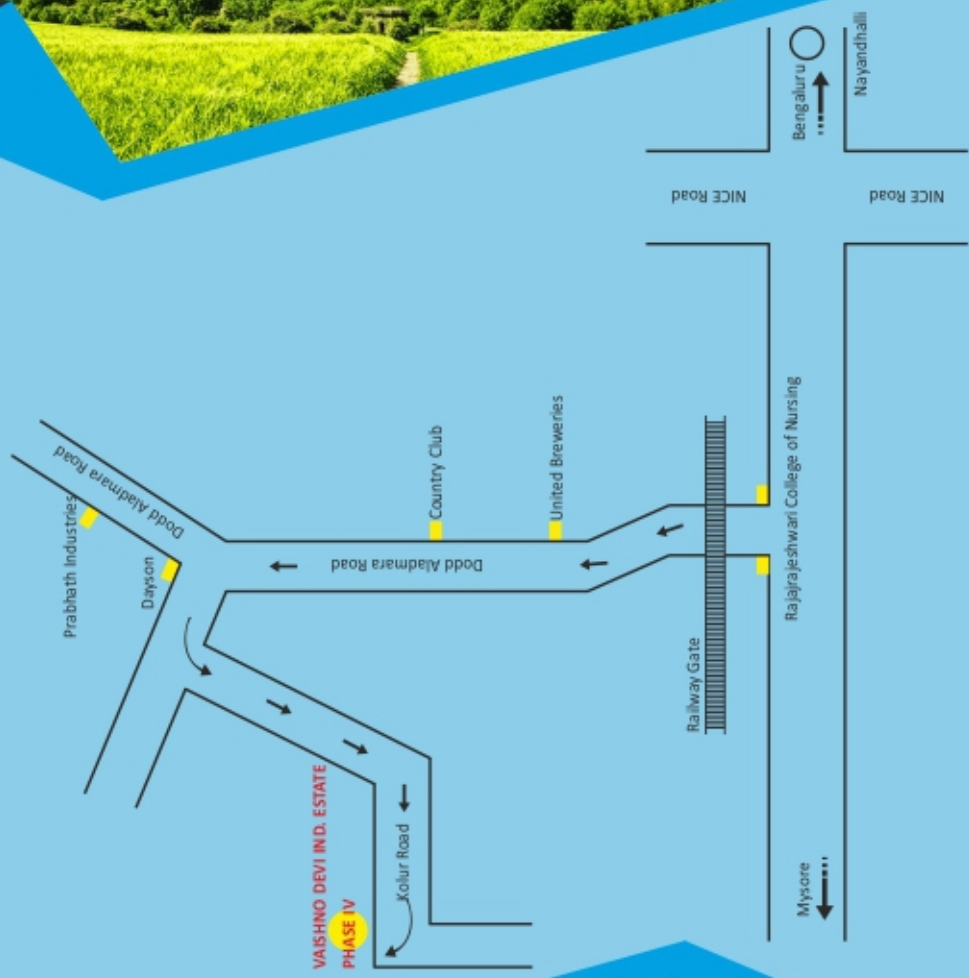 Nayandhalli
Bengaluru
NICE Road
NICE Road
Dodd Aladmara Road
Prabhath Industries
Dayson
Country Club
United Breweries
Dodd Aladmara Road
Rajajrajeshwari College of Nursing
Railway Gate
VAISHNO DEVI IND. ESTATE
PHASE IV
Kolur Road
Mysore